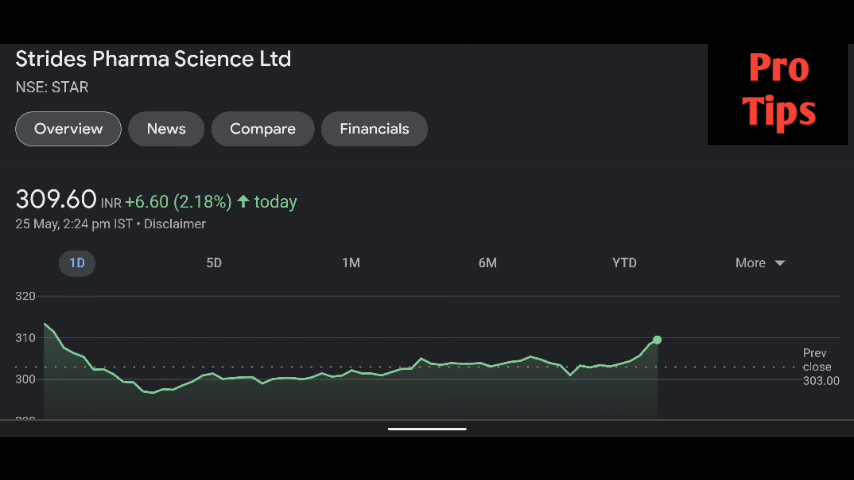 Strides Pharma Science Ltd
NSE: STAR
Pro
Tips
Overview
News
Compare
Financials
309.60 INR +6.60 (2.18%) ↑ today
25 May, 2:24 pm IST • Disclaimer
1D
5D
1M
6M
YTD
More
320
310
300
Prev
close
303.00